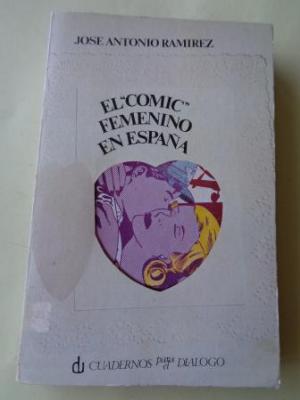 JOSE ANTONIO RAMIREZ
EL "COMIC"
FEMENINO
EN ESPAÑA
CUADERNOS para el DIALOGO